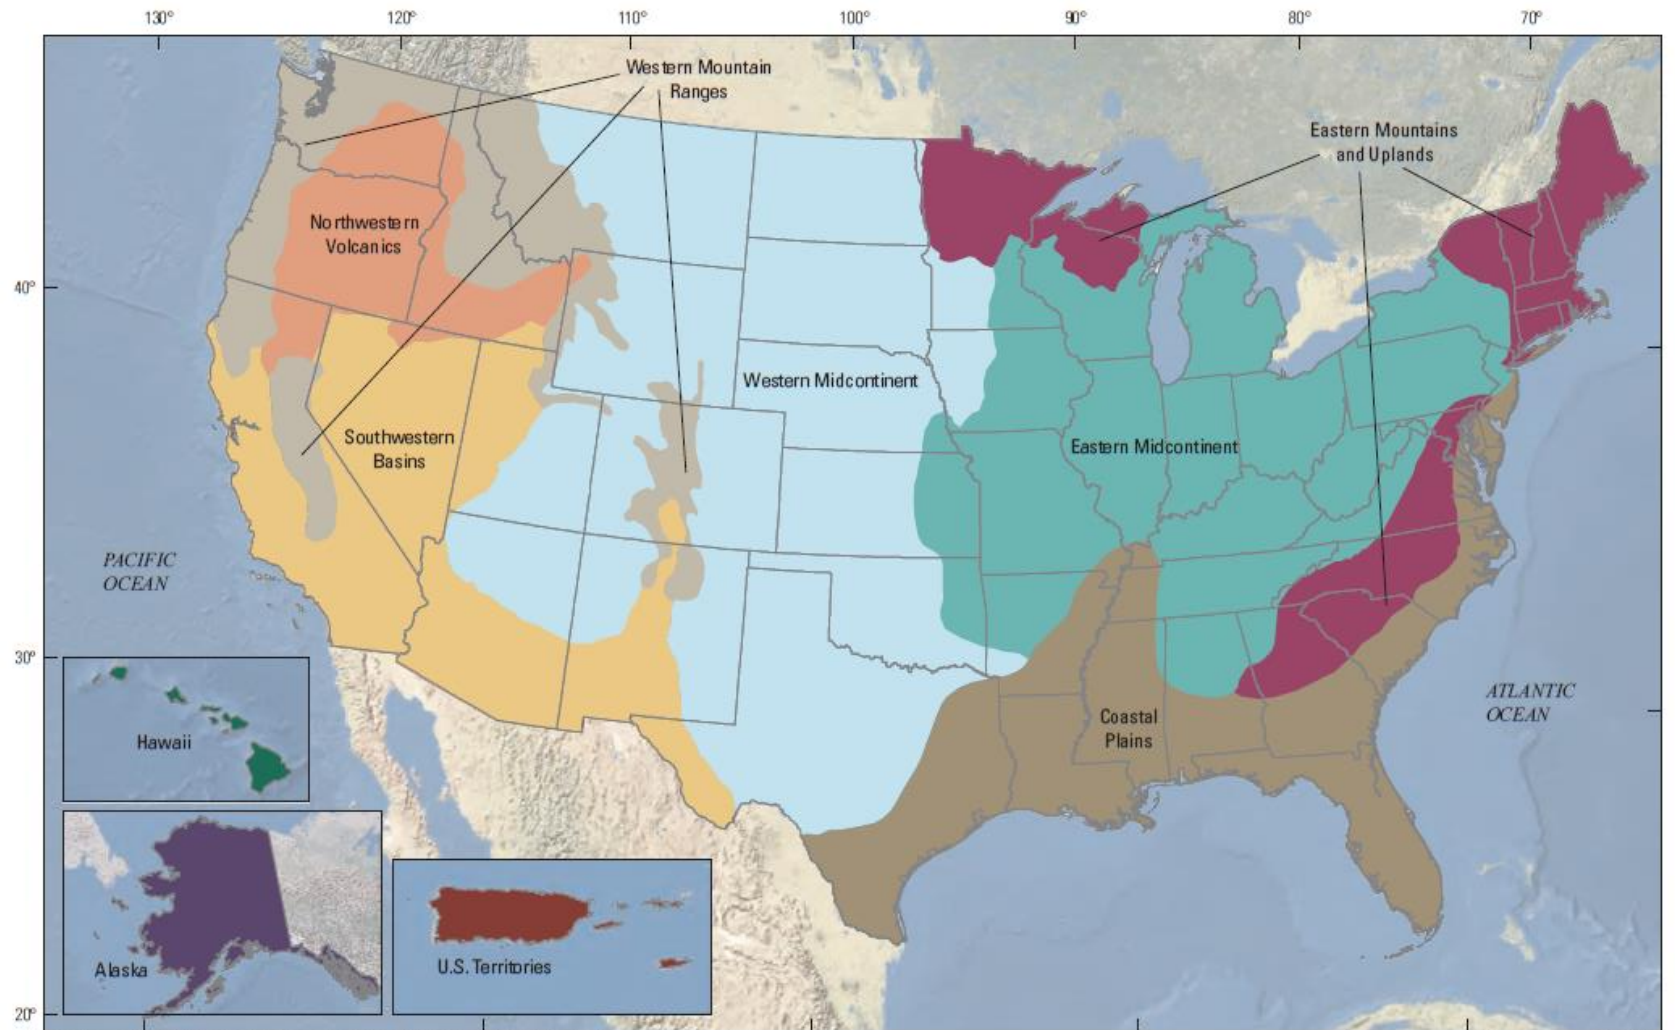 130°
120°
110°
100°
90°
80°
70°
Western Mountain
Ranges
Eastern Mountains
and Uplands
Northwestern
Volcanics
40°
Western Midcontinent
Southwestern
Basins
Eastern Midcontinent
PACIFIC
OCEAN
30°
ATLANTIC
OCEAN
Coastal
Plains
Hawaii
Alaska
U.S. Territories
20°